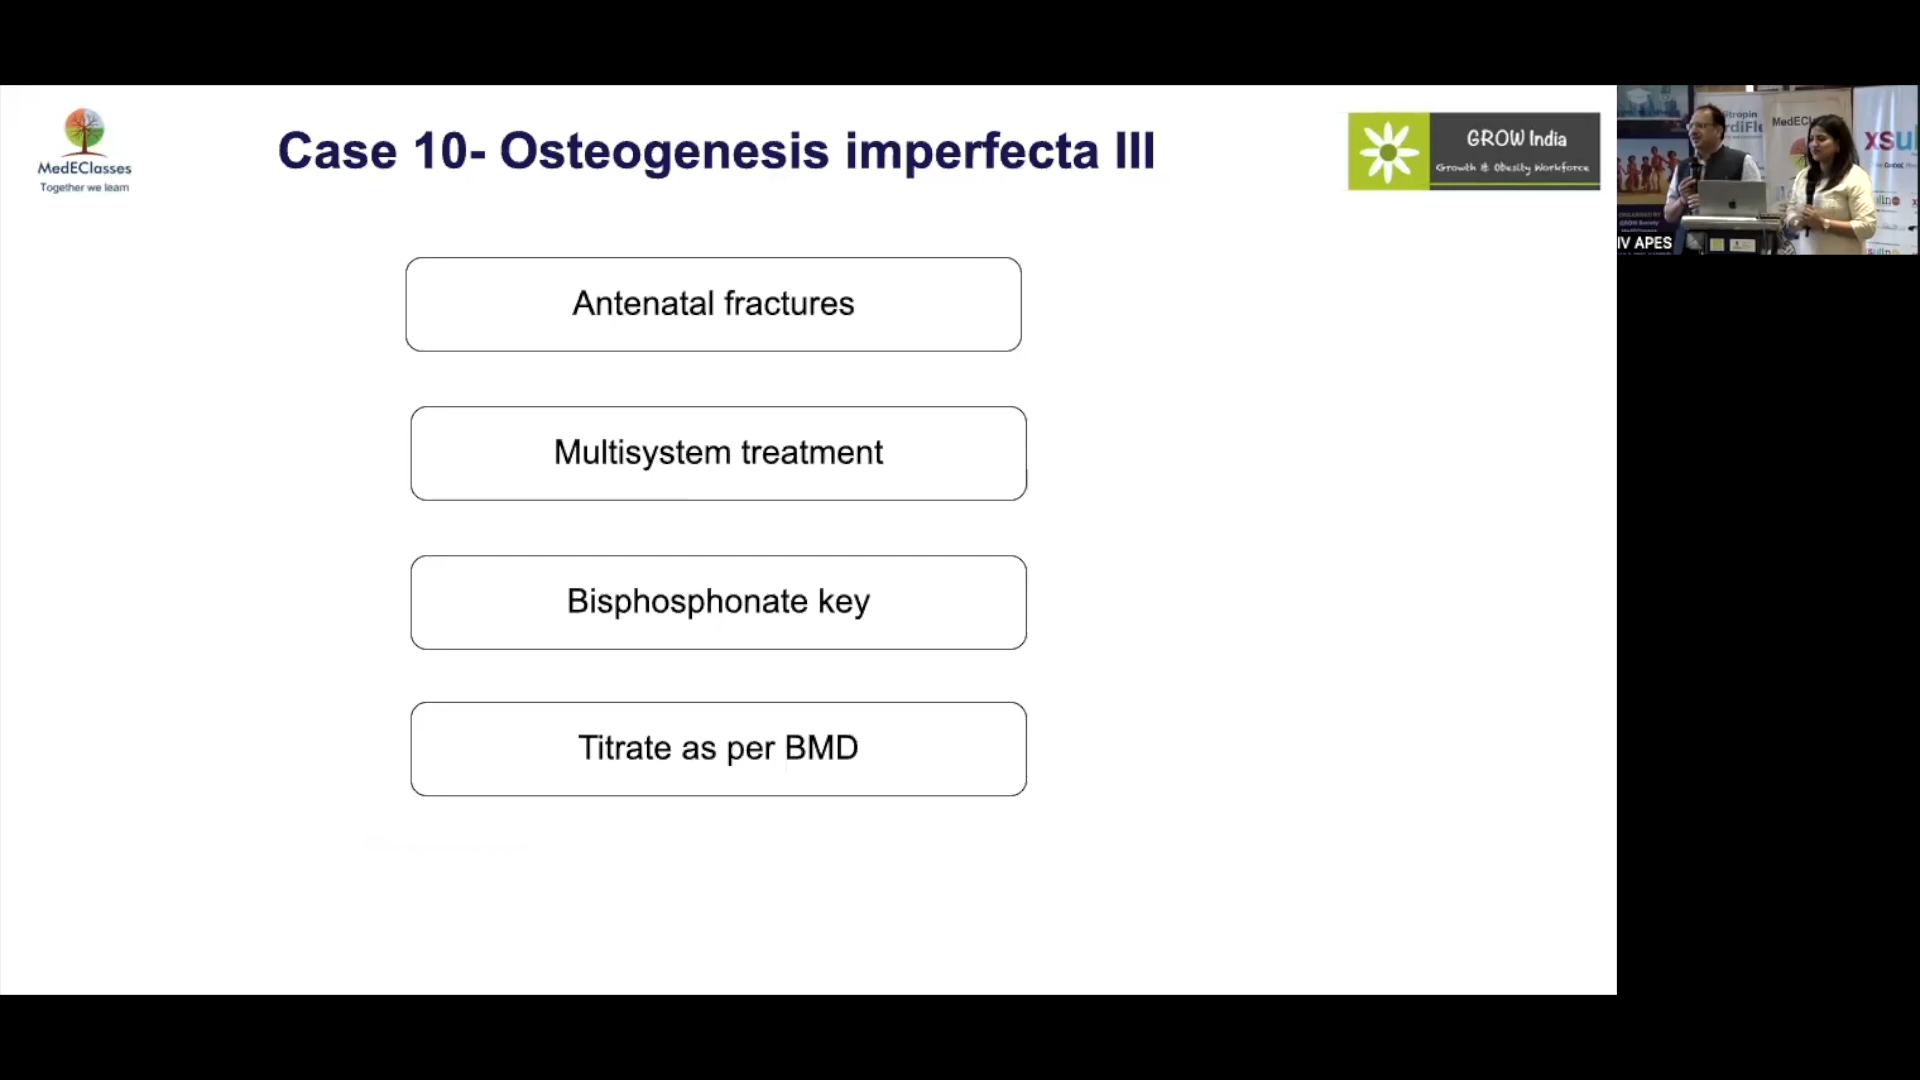 MedEClasses
Together we learn
Case 10- Osteogenesis imperfecta III
GROW India
Growth & Obesity Workforce
Antenatal fractures
Multisystem treatment
Bisphosphonate key
Titrate as per BMD
IV APES